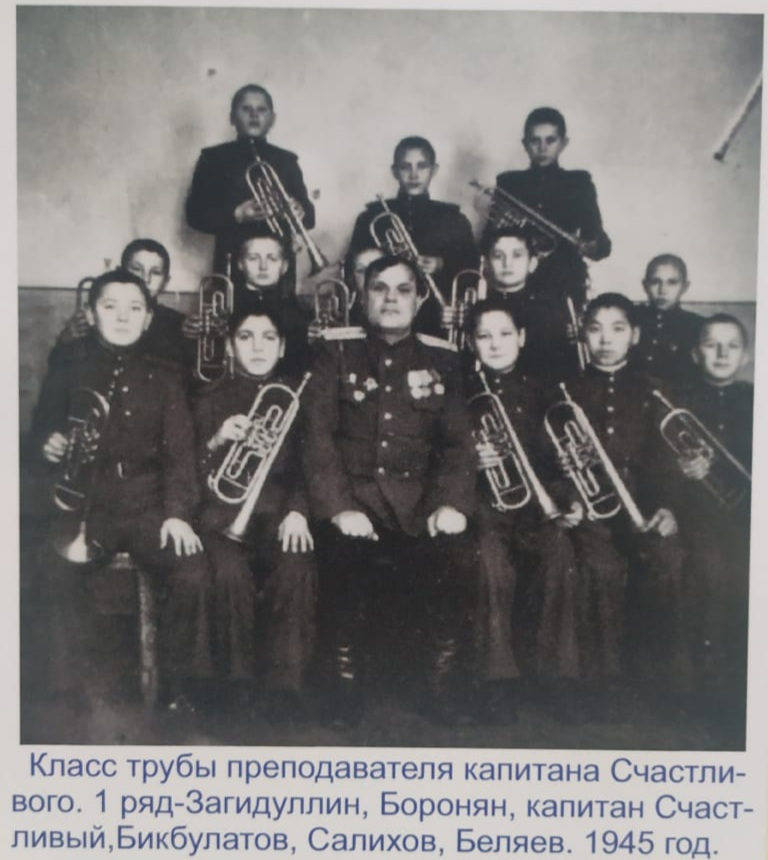 Класс трубы преподавателя капитана Счастли-
вого. 1 ряд-Загидуллин, Боронян, капитан Счаст-
ливый,Бикбулатов, Салихов, Беляев. 1945 год.